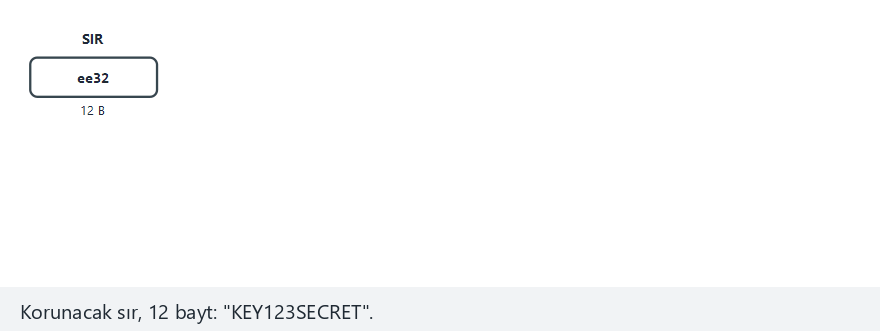 SIR
ee32
12 B
Korunacak sır, 12 bayt: "KEY123SECRET".